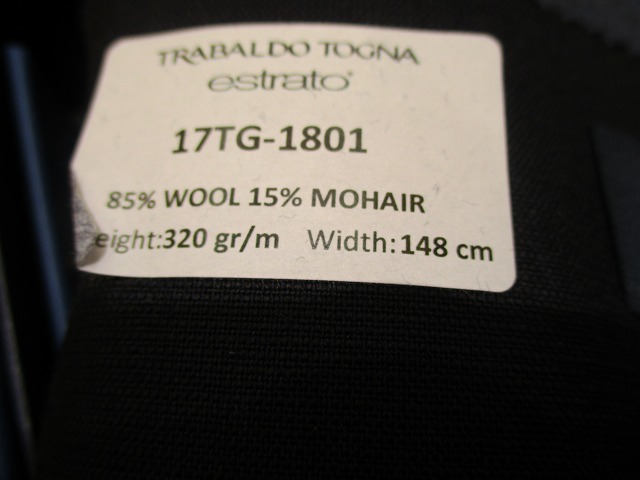 TRABALDO TOGNA
estrato®
17TG-1801
85% WOOL 15% MOHAIR
eight:320 gr/m Width:148 cm